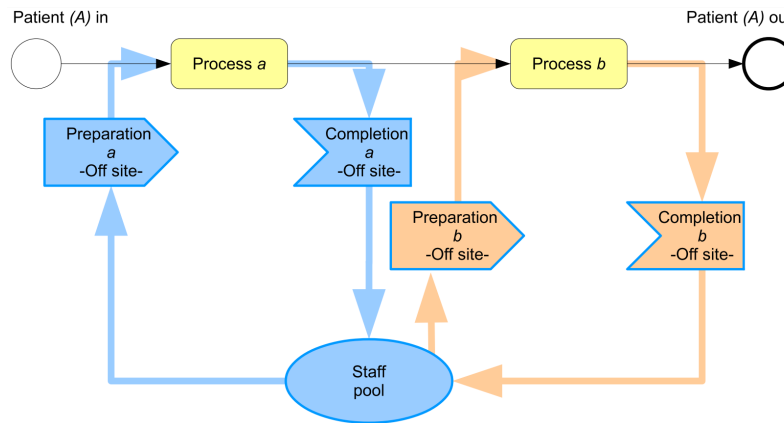 Patient (A) in
Patient (A) ou
Process a
Process b
Preparation
a
-Off site-
Completion
a
-Off site-
Preparation
b
-Off site-
Completion
b
-Off site-
Staff
pool